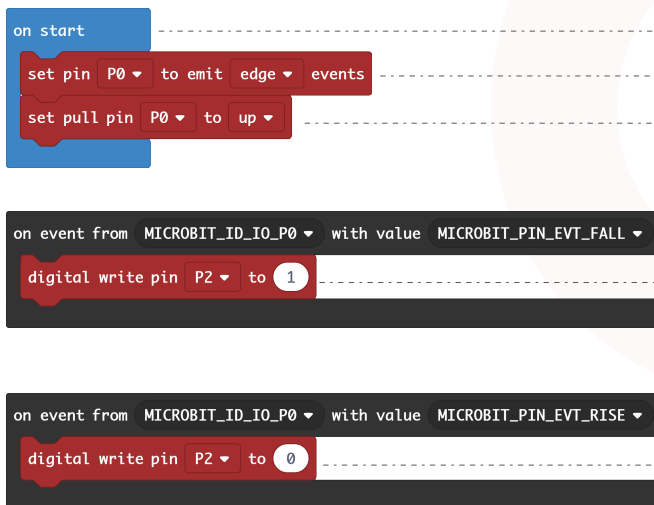 on start
set pin P0 to emit edge events
set pull pin P0 to up
on event from MICROBIT_ID_IO_P0 with value MICROBIT_PIN_EVT_FALL
digital write pin P2 to 1
on event from MICROBIT_ID_IO_P0 with value MICROBIT_PIN_EVT_RISE
digital write pin P2 to 0